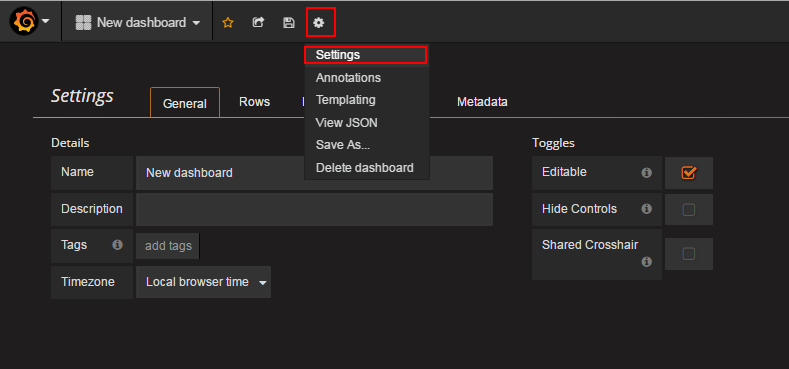 New dashboard
Settings
Annotations
Templating
View JSON
Save As...
Delete dashboard
Settings General Rows Metadata
Details Toggles
Name New dashboard Editable
Description Hide Controls
Tags add tags Shared Crosshair
Timezone Local browser time